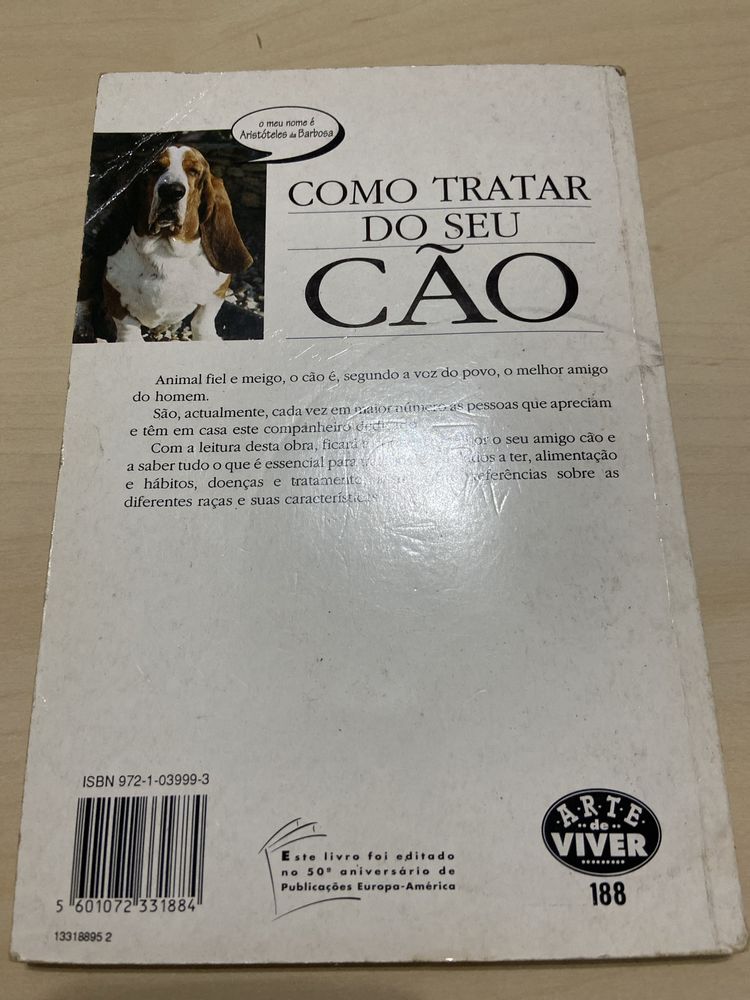 o meu nome é
Aristóteles da Barbosa
COMO TRATAR
DO SEU
CÃO
Animal fiel e meigo, o cão é, segundo a voz do povo, o melhor amigo
do homem.
São, actualmente, cada vez em maior número as pessoas que apreciam
e têm em casa este companheiro
Com a leitura desta obra, ficará o seu amigo cão e
a saber tudo o que é essencial para a ter, alimentação
e hábitos, doenças e tratamento referências sobre as
diferentes raças e suas características
ISBN 972-1-03999-3
5 601072 331884
13318895 2
Este livro foi editado
no 50º aniversário de
Publicações Europa-América
A·R·T·E
de
VIVER
188